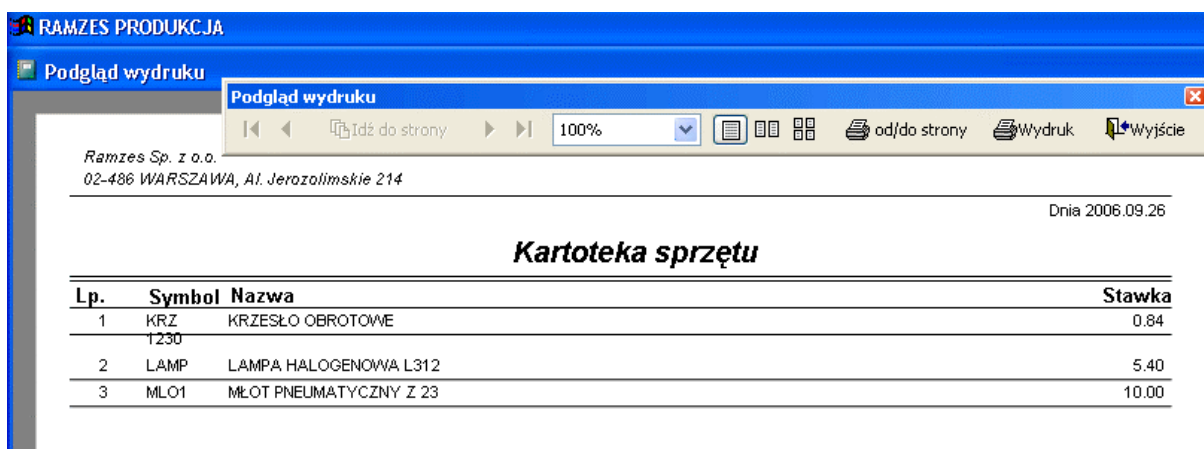 RAMZES PRODUKCJA
Podgląd wydruku
Podgląd wydruku
Idź do strony 100% od/do strony Wydruk Wyjście
Ramzes Sp. z o.o.
02-486 WARSZAWA, Al. Jerozolimskie 214
Dnia 2006.09.26
Kartoteka sprzętu
Lp. Symbol Nazwa Stawka
1 KRZ KRZESŁO OBROTOWE 0.84
1230
2 LAMP LAMPA HALOGENOWA L312 5.40
3 MLO1 MŁOT PNEUMATYCZNY Z 23 10.00